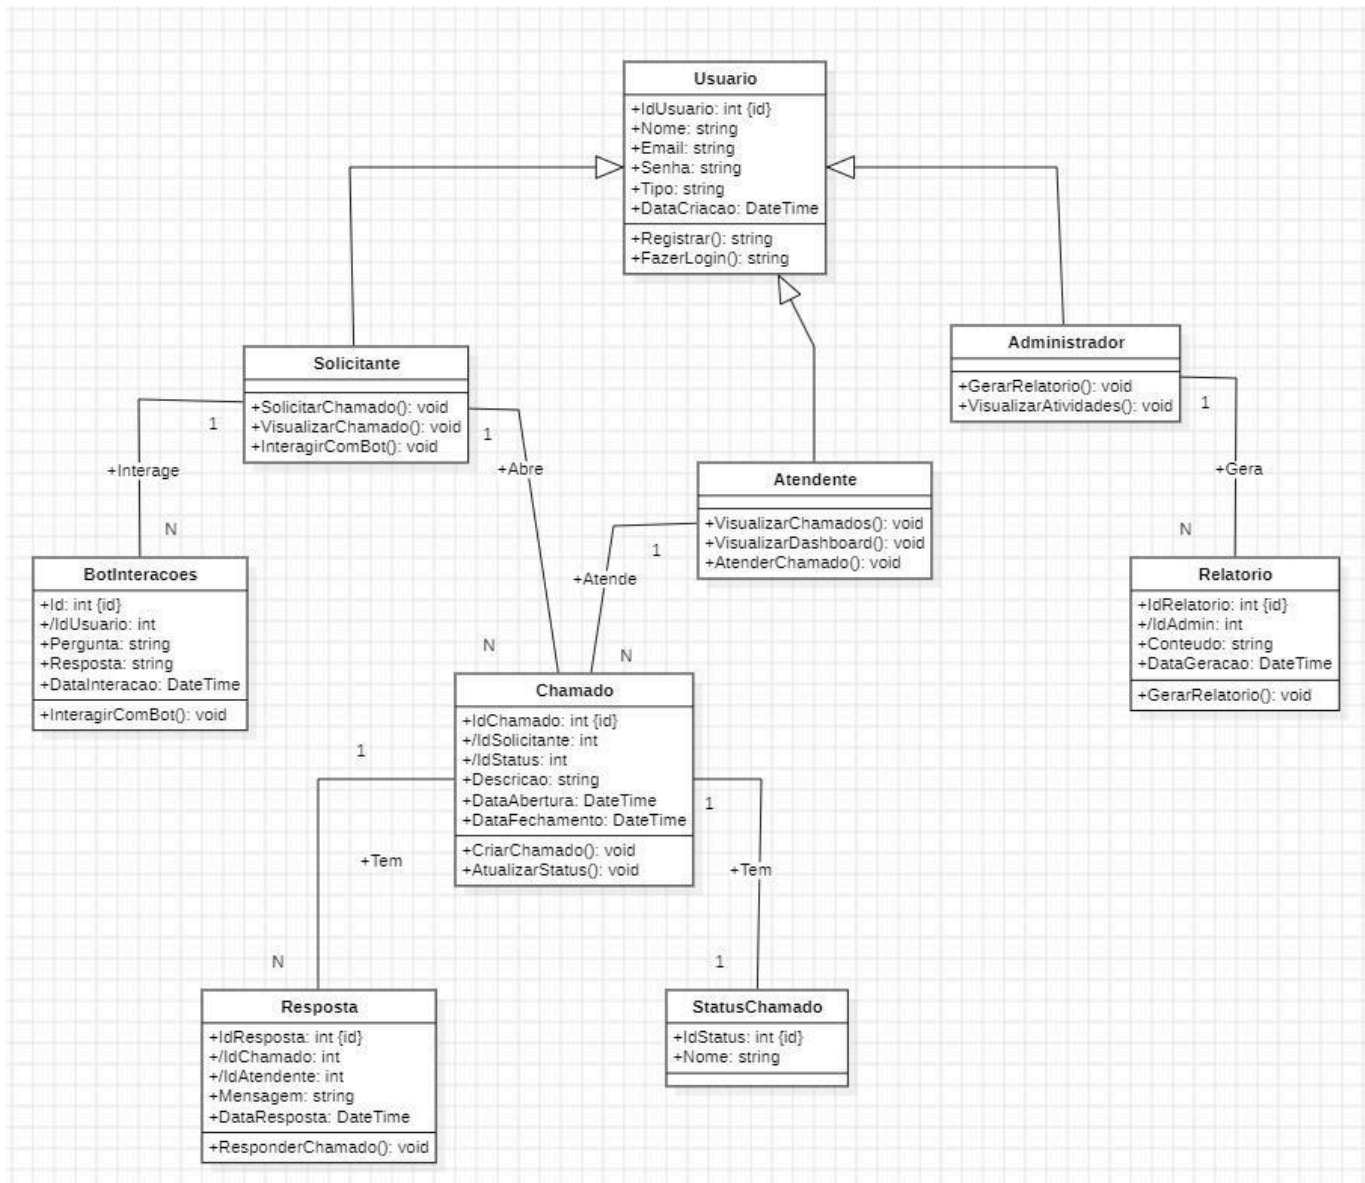 Usuario
+IdUsuario: int {id}
+Nome: string
+Email: string
+Senha: string
+Tipo: string
+DataCriacao: DateTime
+Registrar(): string
+FazerLogin(): string
Solicitante
+SolicitarChamado(): void
+VisualizarChamado(): void
+InteragirComBot(): void
Administrador
+GerarRelatorio(): void
+VisualizarAtividades(): void
1
+Interage
N
1
+Abre
N
Atendente
+VisualizarChamados(): void
+VisualizarDashboard(): void
+AtenderChamado(): void
1
+Atende
N
1
+Gera
N
BotInteracoes
+Id: int {id}
+/IdUsuario: int
+Pergunta: string
+Resposta: string
+DataInteracao: DateTime
+InteragirComBot(): void
Chamado
+IdChamado: int {id}
+/IdSolicitante: int
+/IdStatus: int
+Descricao: string
+DataAbertura: DateTime
+DataFechamento: DateTime
+CriarChamado(): void
+AtualizarStatus(): void
Relatorio
+IdRelatorio: int {id}
+/IdAdmin: int
+Conteudo: string
+DataGeracao: DateTime
+GerarRelatorio(): void
1
+Tem
N
1
+Tem
1
Resposta
+IdResposta: int {id}
+/IdChamado: int
+/IdAtendente: int
+Mensagem: string
+DataResposta: DateTime
+ResponderChamado(): void
StatusChamado
+IdStatus: int {id}
+Nome: string